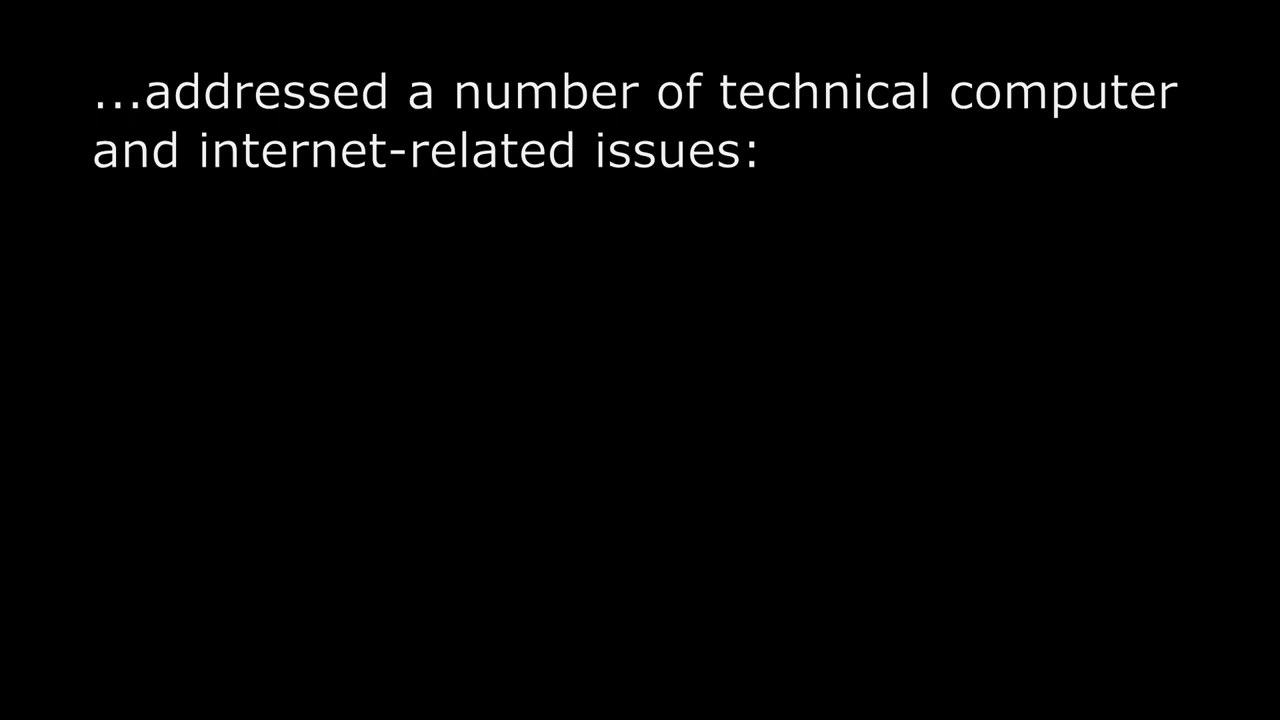 ...addressed a number of technical computer
and internet-related issues: